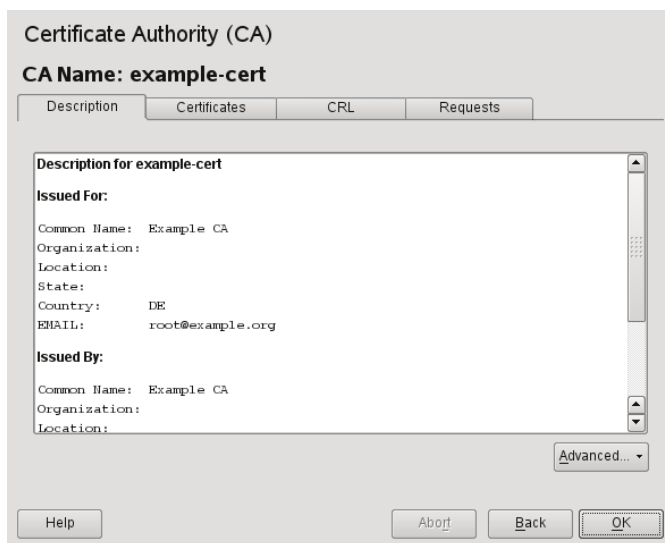 Certificate Authority (CA)
CA Name: example-cert
Description Certificates CRL Requests
Description for example-cert
Issued For:
Common Name: Example CA
Organization:
Location:
State:
Country: DE
EMAIL: root@example.org
Issued By:
Common Name: Example CA
Organization:
Location:
Advanced...
Help Abort Back OK